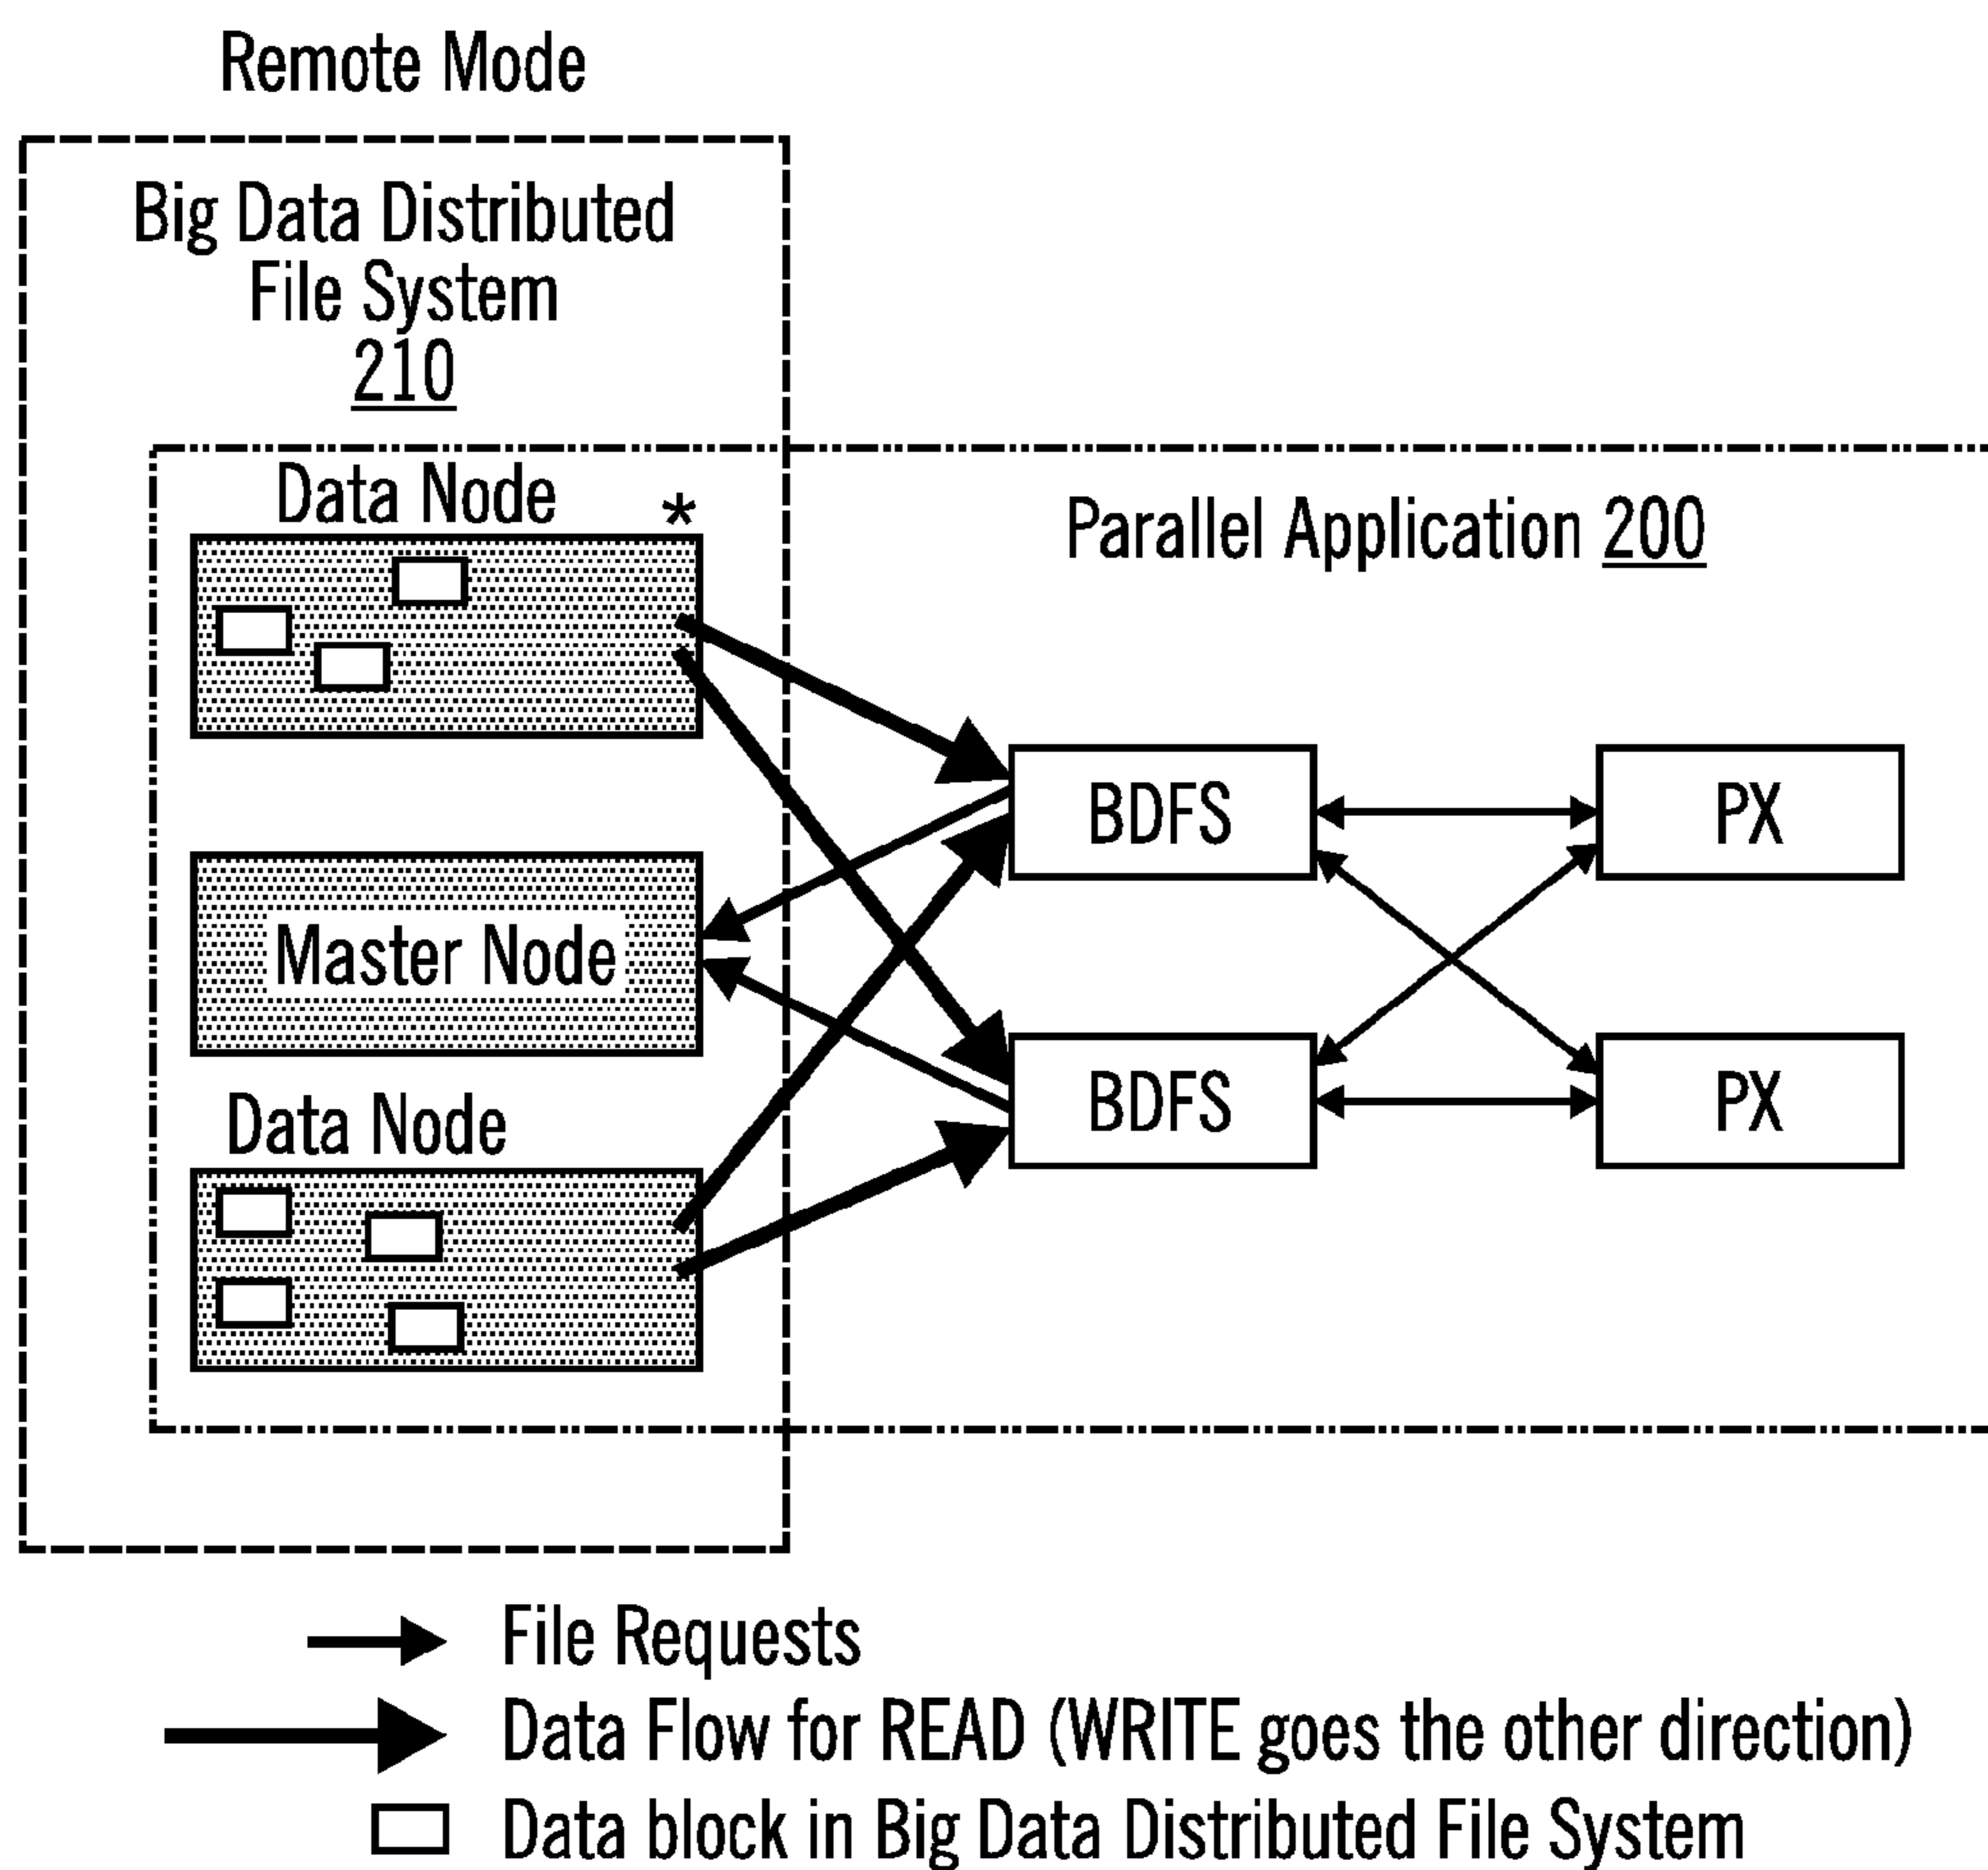 Remote Mode
Big Data Distributed
File System
210
Data Node
*
Parallel Application 200
BDFS
PX
Master Node
BDFS
PX
Data Node
File Requests
Data Flow for READ (WRITE goes the other direction)
Data block in Big Data Distributed File System